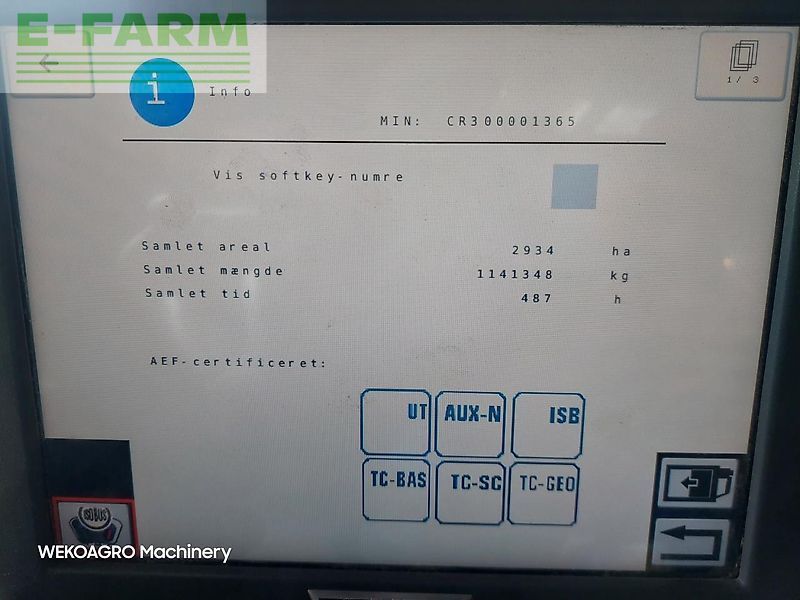 E-FARM
Info
1/ 3
MIN: CR300001365
Vis softkey-numre
Samlet areal 2934 ha
Samlet mængde 1141348 kg
Samlet tid 487 h
AEF-certificeret:
UT AUX-N ISB
TC-BAS TC-SC TC-GEO
ISOBUS
WEKOAGRO Machinery